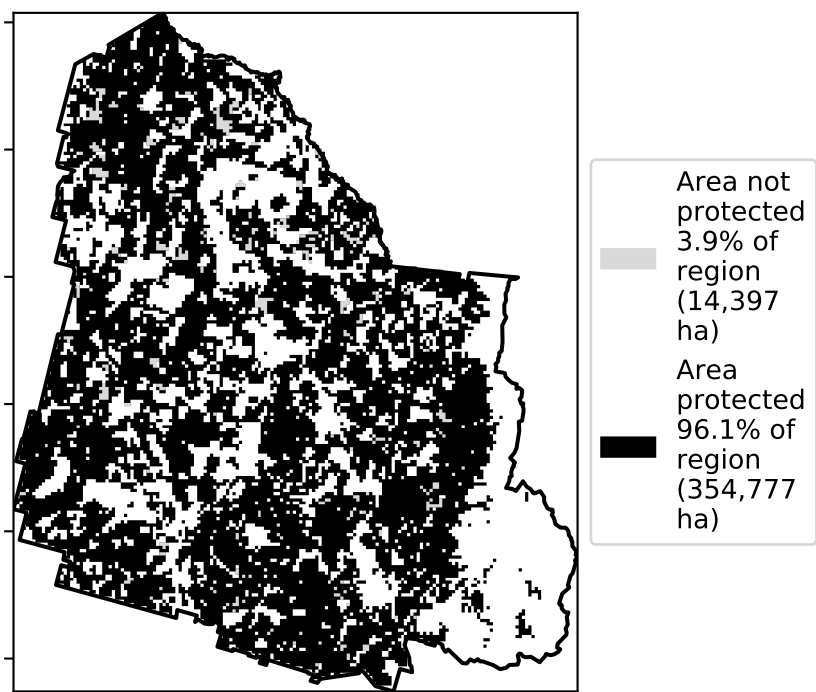 Area not
protected
3.9% of
region
(14,397
ha)
Area
protected
96.1% of
region
(354,777
ha)